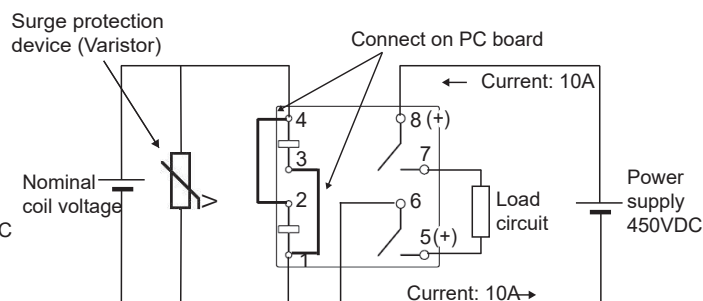 Surge protection
device (Varistor)
Connect on PC board
Current: 10A
4
8 (+)
3
7
Nominal
coil voltage
V
2
6
Load
circuit
Power
supply
450VDC
C
5(+)
1
Current: 10A